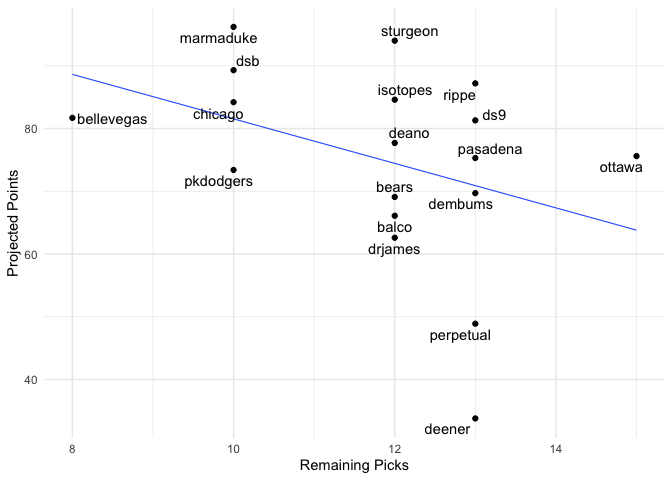 marmaduke
sturgeon
dsb
isotopes
rippe
chicago
ds9
bellevegas
deano
pasadena
ottawa
pkdodgers
bears
dembums
balco
drjames
perpetual
deener
80
60
40
8
10
12
14
Remaining Picks
Projected Points